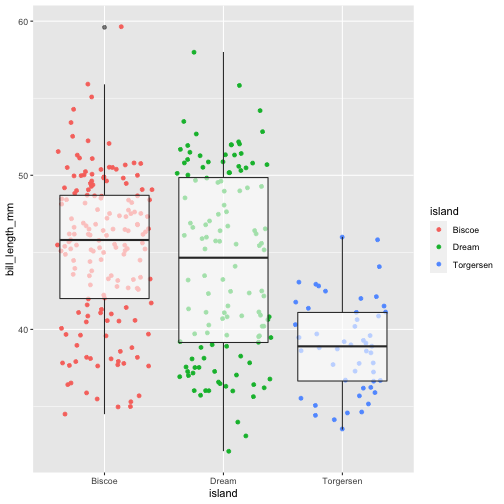 60
50
40
bill_length_mm
Biscoe
Dream
Torgersen
island
island
Biscoe
Dream
Torgersen